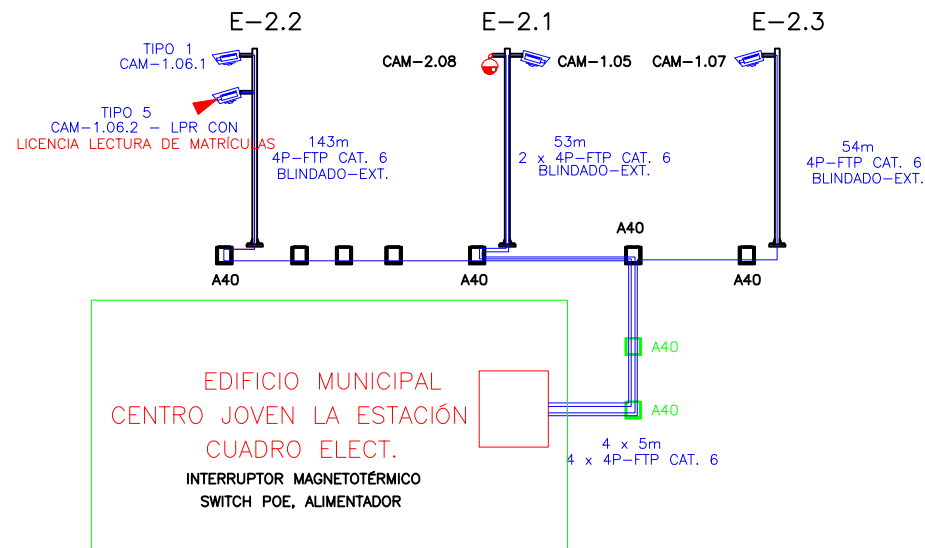 E-2.2
E-2.1
E-2.3
TIPO 1
CAM-1.06.1
CAM-2.08
CAM-1.05
CAM-1.07
TIPO 5
CAM-1.06.2 - LPR CON
LICENCIA LECTURA DE MATRÍCULAS
143m
4P-FTP CAT. 6
BLINDADO-EXT.
53m
2 x 4P-FTP CAT. 6
BLINDADO-EXT.
54m
4P-FTP CAT. 6
BLINDADO-EXT.
A40
A40
A40
A40
A40
A40
EDIFICIO MUNICIPAL
CENTRO JOVEN LA ESTACIÓN
CUADRO ELECT.
INTERRUPTOR MAGNETOTÉRMICO
SWITCH POE, ALIMENTADOR
4 x 5m
4 x 4P-FTP CAT. 6